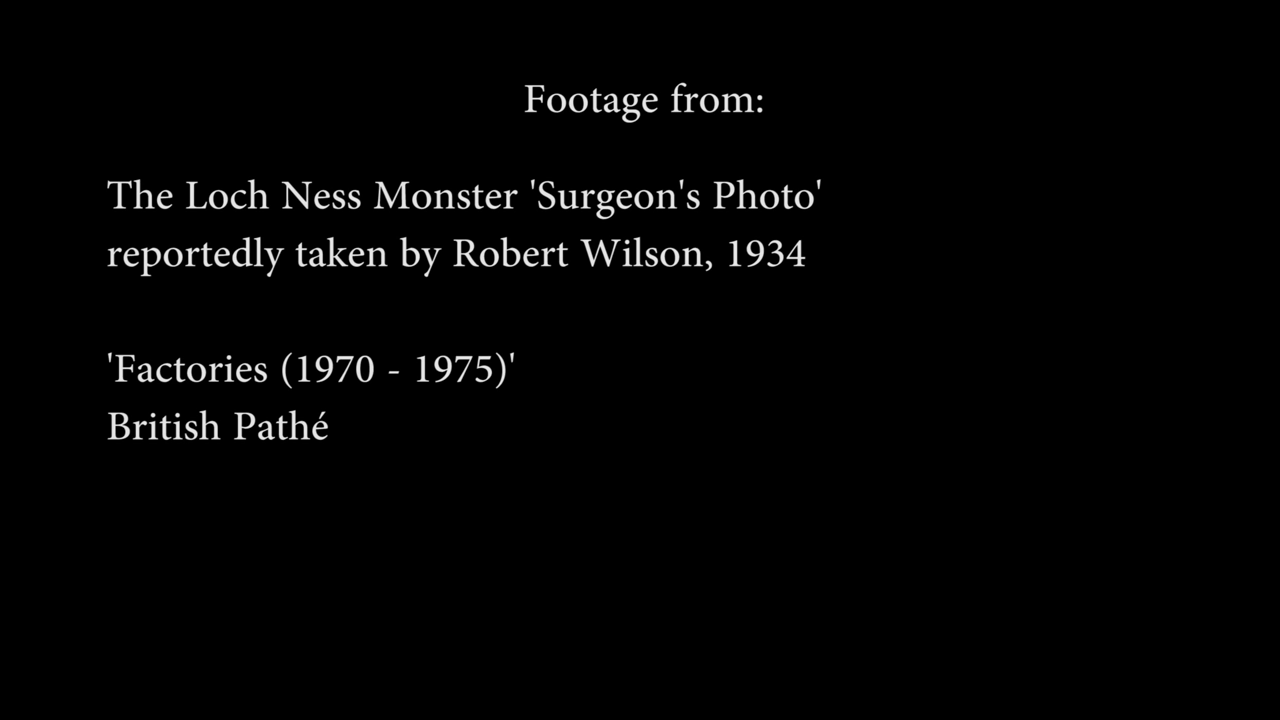 Footage from:
The Loch Ness Monster 'Surgeon's Photo'
reportedly taken by Robert Wilson, 1934
'Factories (1970 - 1975)'
British Pathé